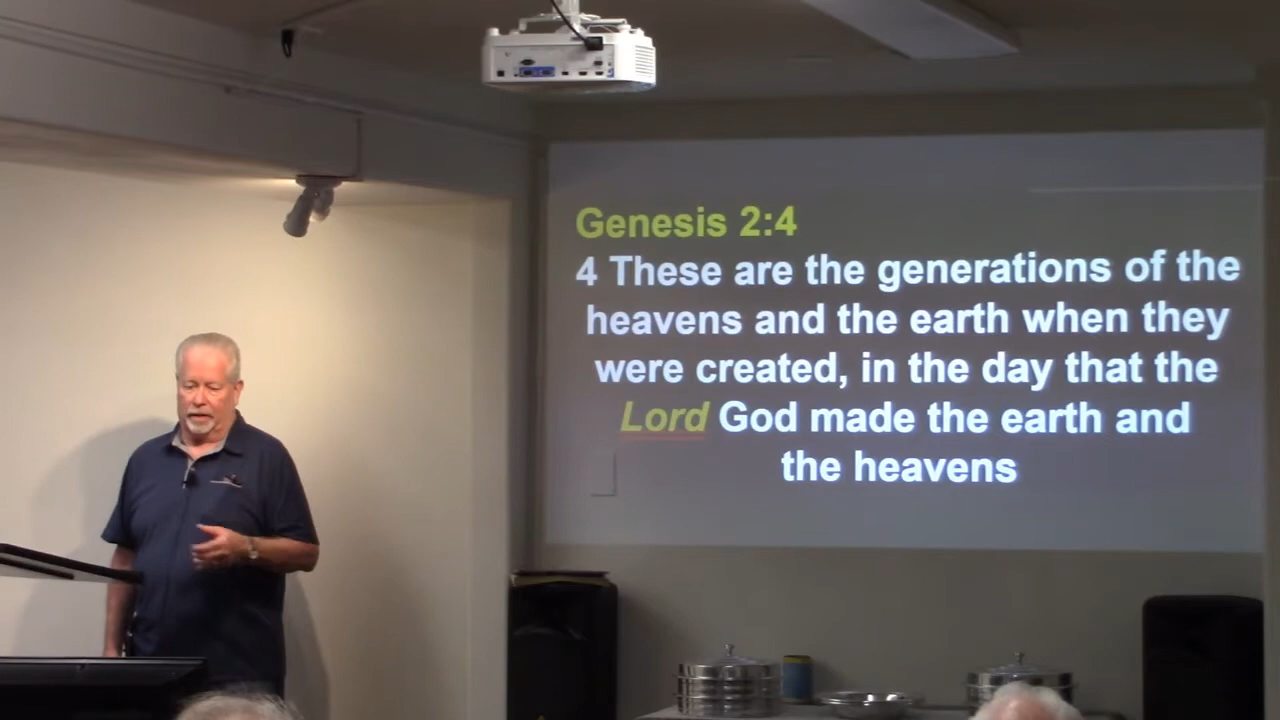 Genesis 2:4
4 These are the generations of the
heavens and the earth when they
were created, in the day that the
Lord God made the earth and
the heavens